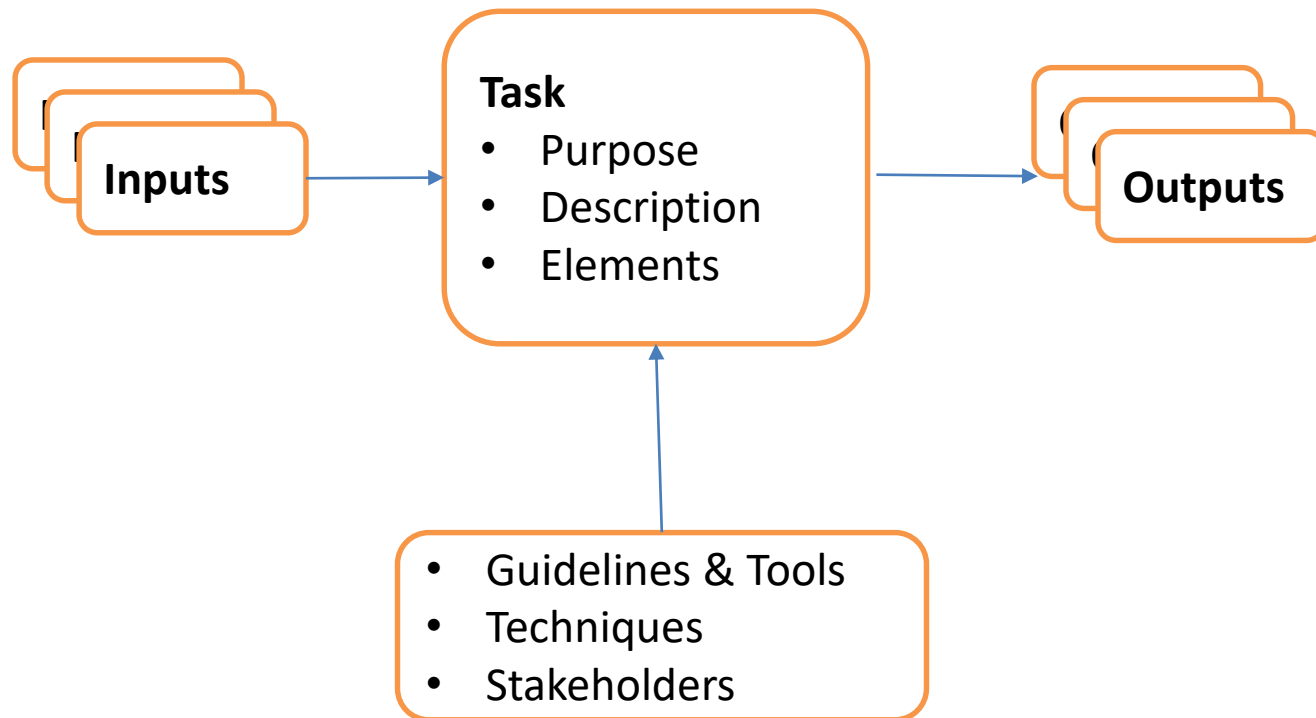 Inputs
Task
• Purpose
• Description
• Elements
Outputs
• Guidelines & Tools
• Techniques
• Stakeholders